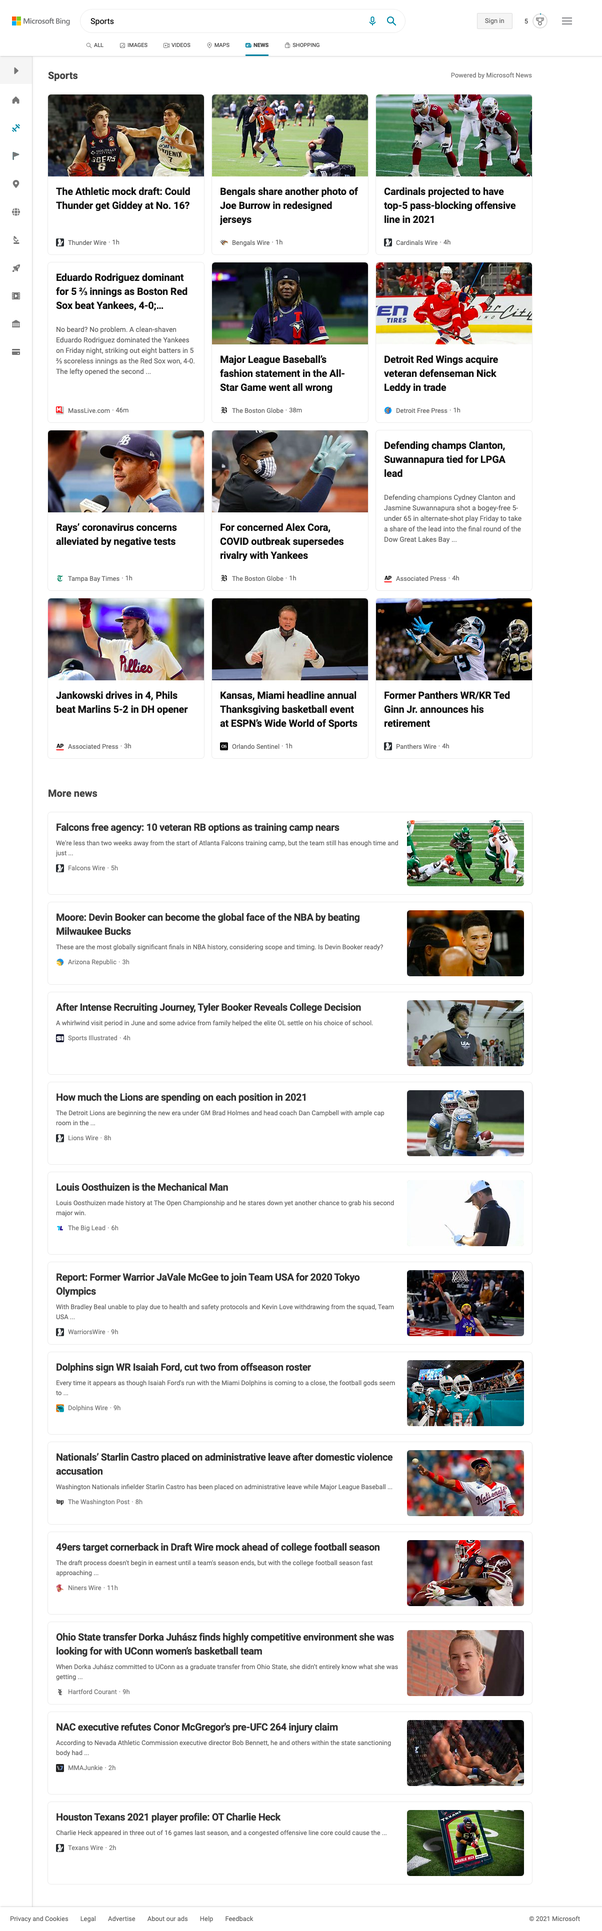 Microsoft Bing
Sports
Sign in
5
ALL
IMAGES
VIDEOS
MAPS
NEWS
SHOPPING
Sports
Powered by Microsoft News
The Athletic mock draft: Could
Thunder get Giddey at No. 16?
Thunder Wire · 1h
Bengals share another photo of
Joe Burrow in redesigned
jerseys
Bengals Wire · 1h
Cardinals projected to have
top-5 pass-blocking offensive
line in 2021
Cardinals Wire · 4h
Eduardo Rodriguez dominant
for 5 ⅔ innings as Boston Red
Sox beat Yankees, 4-0;...
No beard? No problem. A clean-shaven
Eduardo Rodriguez dominated the Yankees
on Friday night, striking out eight batters in 5
⅔ scoreless innings as the Red Sox won, 4-0.
The lefty opened the second ...
MassLive.com · 46m
Major League Baseball's
fashion statement in the All-
Star Game went all wrong
The Boston Globe · 38m
Detroit Red Wings acquire
veteran defenseman Nick
Leddy in trade
Detroit Free Press · 1h
Rays' coronavirus concerns
alleviated by negative tests
Tampa Bay Times · 1h
For concerned Alex Cora,
COVID outbreak supersedes
rivalry with Yankees
The Boston Globe · 1h
Defending champs Clanton,
Suwannapura tied for LPGA
lead
Defending champions Cydney Clanton and
Jasmine Suwannapura shot a bogey-free 5-
under 65 in alternate-shot play Friday to take
a share of the lead into the final round of the
Dow Great Lakes Bay ...
AP Associated Press · 4h
Phillies
Jankowski drives in 4, Phils
beat Marlins 5-2 in DH opener
AP Associated Press · 3h
Kansas, Miami headline annual
Thanksgiving basketball event
at ESPN's Wide World of Sports
Orlando Sentinel · 1h
Former Panthers WR/KR Ted
Ginn Jr. announces his
retirement
Panthers Wire · 4h
More news
Falcons free agency: 10 veteran RB options as training camp nears
We're less than two weeks away from the start of Atlanta Falcons training camp, but the team still has enough time and
just ...
Falcons Wire · 5h
Moore: Devin Booker can become the global face of the NBA by beating
Milwaukee Bucks
These are the most globally significant finals in NBA history, considering scope and timing. Is Devin Booker ready?
Arizona Republic · 3h
After Intense Recruiting Journey, Tyler Booker Reveals College Decision
A whirlwind visit period in June and some advice from family helped the elite OL settle on his choice of school.
SI Sports Illustrated · 4h
How much the Lions are spending on each position in 2021
The Detroit Lions are beginning the new era under GM Brad Holmes and head coach Dan Campbell with ample cap
room in the ...
Lions Wire · 8h
Louis Oosthuizen is the Mechanical Man
Louis Oosthuizen made history at The Open Championship and he stares down yet another chance to grab his second
major win.
The Big Lead · 6h
Report: Former Warrior JaVale McGee to join Team USA for 2020 Tokyo
Olympics
With Bradley Beal unable to play due to health and safety protocols and Kevin Love withdrawing from the squad, Team
USA ...
WarriorsWire · 9h
Dolphins sign WR Isaiah Ford, cut two from offseason roster
Every time it appears as though Isaiah Ford's run with the Miami Dolphins is coming to a close, the football gods seem
to ...
Dolphins Wire · 9h
Nationals' Starlin Castro placed on administrative leave after domestic violence
accusation
Washington Nationals infielder Starlin Castro has been placed on administrative leave while Major League Baseball ...
wp The Washington Post · 8h
49ers target cornerback in Draft Wire mock ahead of college football season
The draft process doesn't begin in earnest until a team's season ends, but with the college football season fast
approaching ...
Niners Wire · 11h
Ohio State transfer Dorka Juhász finds highly competitive environment she was
looking for with UConn women's basketball team
When Dorka Juhász committed to UConn as a graduate transfer from Ohio State, she didn't entirely know what she was
getting ...
Hartford Courant · 9h
NAC executive refutes Conor McGregor's pre-UFC 264 injury claim
According to Nevada Athletic Commission executive director Bob Bennett, he and others within the state sanctioning
body had ...
MMAJunkie · 2h
Houston Texans 2021 player profile: OT Charlie Heck
Charlie Heck appeared in three out of 16 games last season, and a congested offensive line core could cause the ...
Texans Wire · 2h
Privacy and Cookies
Legal
Advertise
About our ads
Help
Feedback
© 2021 Microsoft